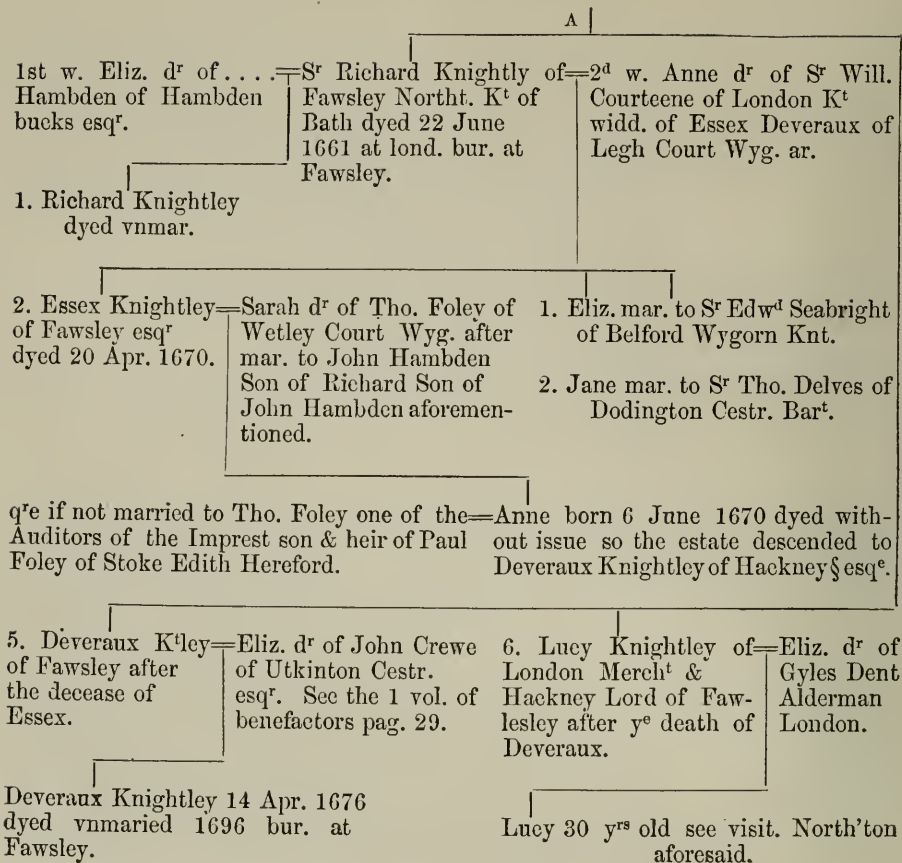 A
1st w. Eliz. dʳ of . . . .
Hambden of Hambden
bucks esqʳ.
Sʳ Richard Knightly of
Fawsley Northt. Kᵗ of
Bath dyed 22 June
1661 at lond. bur. at
Fawsley.
2ᵈ w. Anne dʳ of Sʳ Will.
Courteene of London Kᵗ
widd. of Essex Deveraux of
Legh Court Wyg. ar.
1. Richard Knightley
dyed vnmar.
2. Essex Knightley
of Fawsley esqʳ
dyed 20 Apr. 1670.
Sarah dʳ of Tho. Foley of
Wetley Court Wyg. after
mar. to John Hambden
Son of Richard Son of
John Hambden aforemen-
tioned.
1. Eliz. mar. to Sʳ Edwᵈ Seabright
of Belford Wygorn Knt.
2. Jane mar. to Sʳ Tho. Delves of
Dodington Cestr. Barᵗ.
qʳe if not married to Tho. Foley one of the
Auditors of the Imprest son & heir of Paul
Foley of Stoke Edith Hereford.
Anne born 6 June 1670 dyed with-
out issue so the estate descended to
Deveraux Knightley of Hackney § esqᵉ.
5. Deveraux Kᵗley
of Fawsley after
the decease of
Essex.
Eliz. dʳ of John Crewe
of Utkinton Cestr.
esqʳ. See the 1 vol. of
benefactors pag. 29.
6. Lucy Knightley of
London Merchᵗ &
Hackney Lord of Faw-
lesley after yᵉ death of
Deveraux.
Eliz. dʳ of
Gyles Dent
Alderman
London.
Deveraux Knightley 14 Apr. 1676
dyed vnmaried 1696 bur. at
Fawsley.
Lucy 30 yʳˢ old see visit. North'ton
aforesaid.